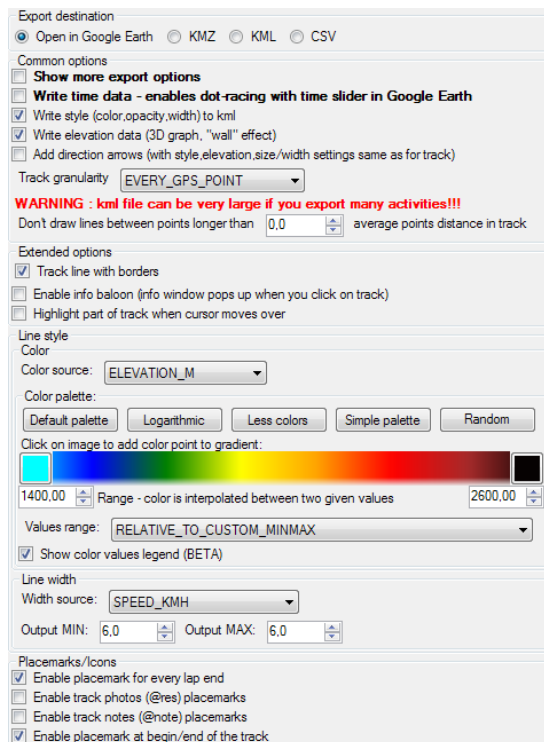 Export destination
Open in Google Earth KMZ KML CSV
Common options
Show more export options
Write time data - enables dot-racing with time slider in Google Earth
Write style (color,opacity,width) to kml
Write elevation data (3D graph, "wall" effect)
Add direction arrows (with style,elevation,size/width settings same as for track)
Track granularity EVERY_GPS_POINT
WARNING : kml file can be very large if you export many activities!!!
Don't draw lines between points longer than 0,0 average points distance in track
Extended options
Track line with borders
Enable info baloon (info window pops up when you click on track)
Highlight part of track when cursor moves over
Line style
Color
Color source: ELEVATION_M
Color palette:
Default palette Logarithmic Less colors Simple palette Random
Click on image to add color point to gradient:
1400,00 Range - color is interpolated between two given values 2600,00
Values range: RELATIVE_TO_CUSTOM_MINMAX
Show color values legend (BETA)
Line width
Width source: SPEED_KMH
Output MIN: 6,0 Output MAX: 6,0
Placemarks/Icons
Enable placemark for every lap end
Enable track photos (@res) placemarks
Enable track notes (@note) placemarks
Enable placemark at begin/end of the track